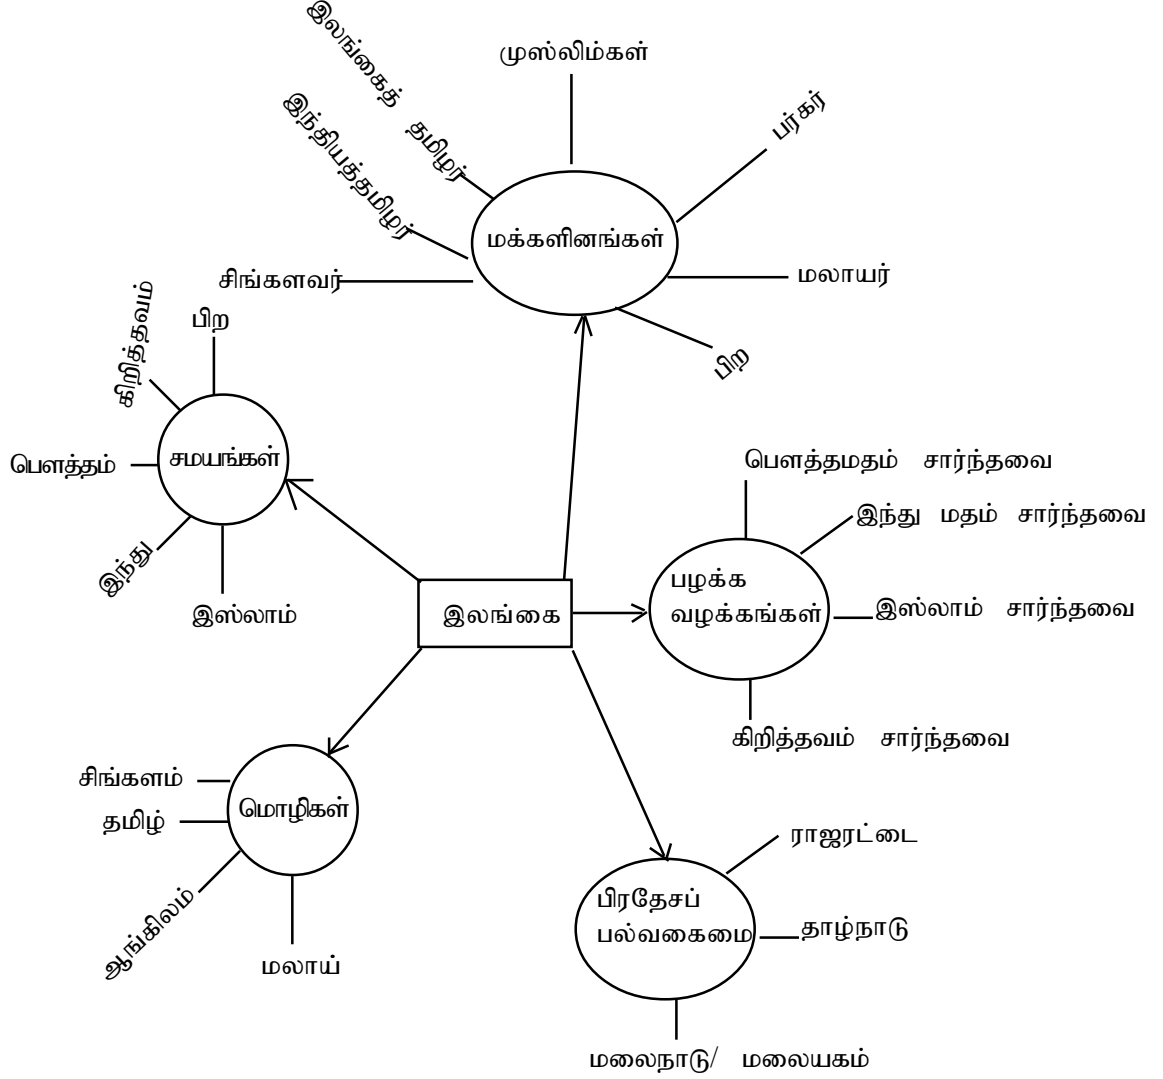 இலங்கைத் தமிழர்
முஸ்லிம்கள்
பர்கர்
இந்தியத்தமிழர்
மக்களினங்கள்
சிங்களவர்
மலாயர்
பிற
கிறித்தவம்
பிற
பௌத்தம்
சமயங்கள்
இந்து
இஸ்லாம்
பௌத்தமதம் சார்ந்தவை
இந்து மதம் சார்ந்தவை
பழக்க
வழக்கங்கள்
இஸ்லாம் சார்ந்தவை
கிறித்தவம் சார்ந்தவை
இலங்கை
சிங்களம்
தமிழ்
மொழிகள்
ஆங்கிலம்
மலாய்
ராஜரட்டை
பிரதேசப்
பல்வகைமை
தாழ்நாடு
மலைநாடு/ மலையகம்